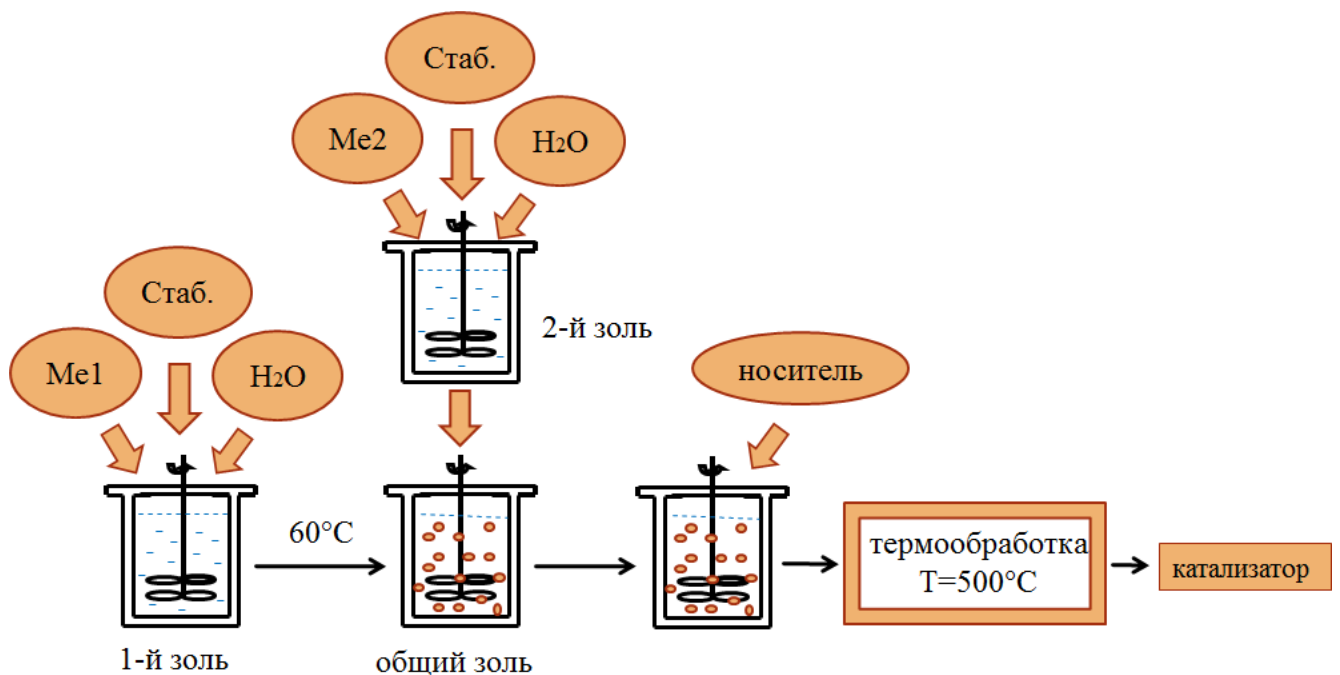 Стаб.
Me2
H₂O
2-й золь
Стаб.
Me1
H₂O
носитель
60°C
термообработка
T=500°C
катализатор
1-й золь
общий золь